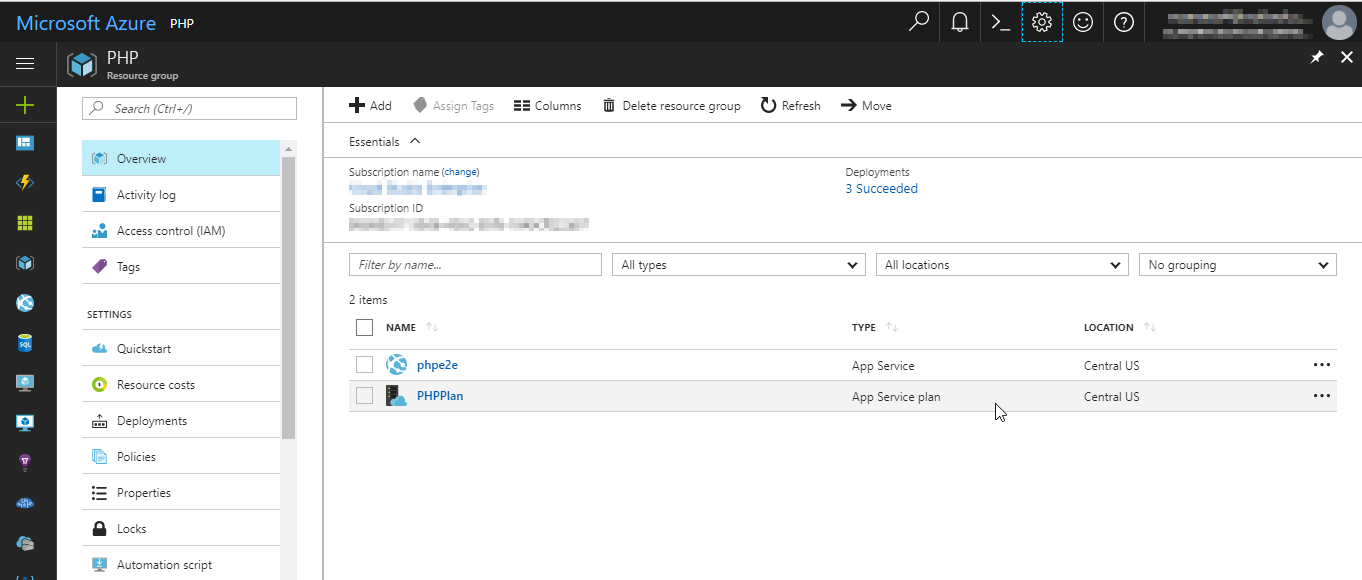 Microsoft Azure PHP
PHP
Resource group
Search (Ctrl+/)
Overview
Activity log
Access control (IAM)
Tags
SETTINGS
Quickstart
Resource costs
Deployments
Policies
Properties
Locks
Automation script
Add Assign Tags Columns Delete resource group Refresh Move
Essentials
Subscription name (change)
Subscription ID
Deployments
3 Succeeded
Filter by name... All types All locations No grouping
2 items
NAME TYPE LOCATION
phpe2e App Service Central US
PHPPlan App Service plan Central US